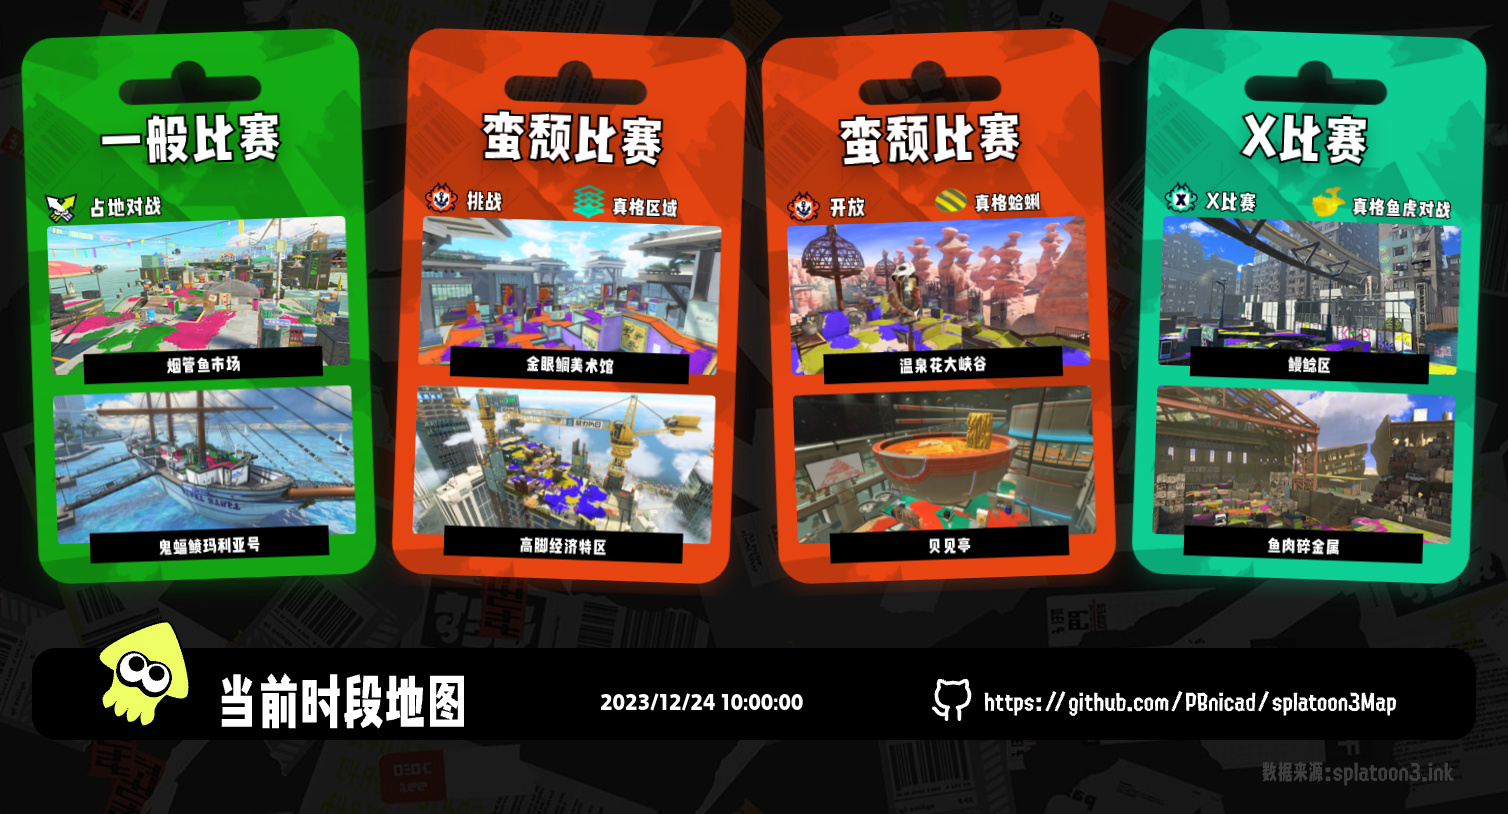 一般比赛
占地对战
烟管鱼市场
鬼蝠鲼玛利亚号
蛮颓比赛
挑战
真格区域
金眼鲷美术馆
高脚经济特区
蛮颓比赛
开放
真格蛤蜊
温泉花大峡谷
贝见亭
X比赛
X比赛
真格鱼虎对战
鳗鲶区
鱼肉碎金属
当前时段地图
2023/12/24 10:00:00
https://github.com/PBnicad/splatoon3Map
数据来源:splatoon3.ink